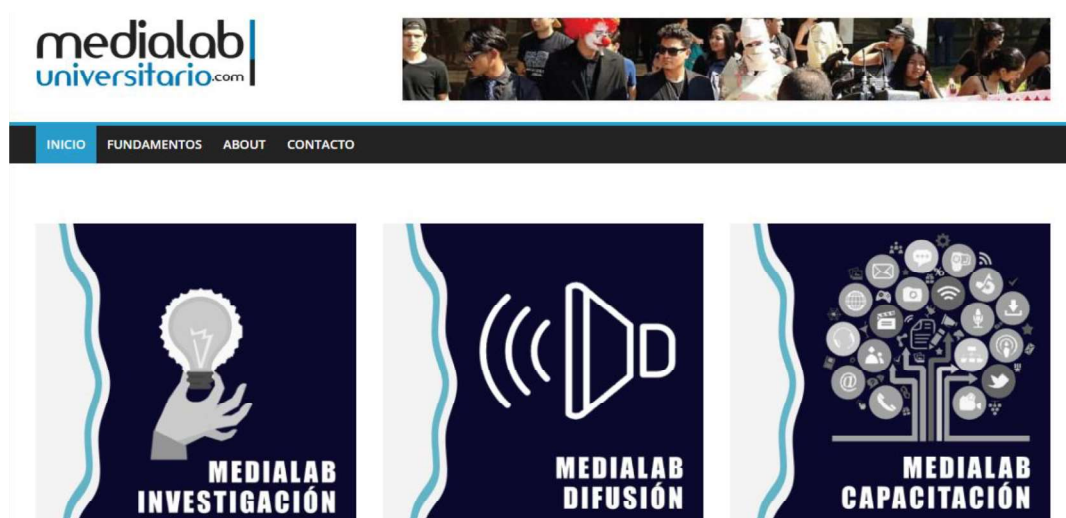 medialab
universitario.com
INICIO FUNDAMENTOS ABOUT CONTACTO
MEDIALAB
INVESTIGACIÓN
MEDIALAB
DIFUSIÓN
MEDIALAB
CAPACITACIÓN